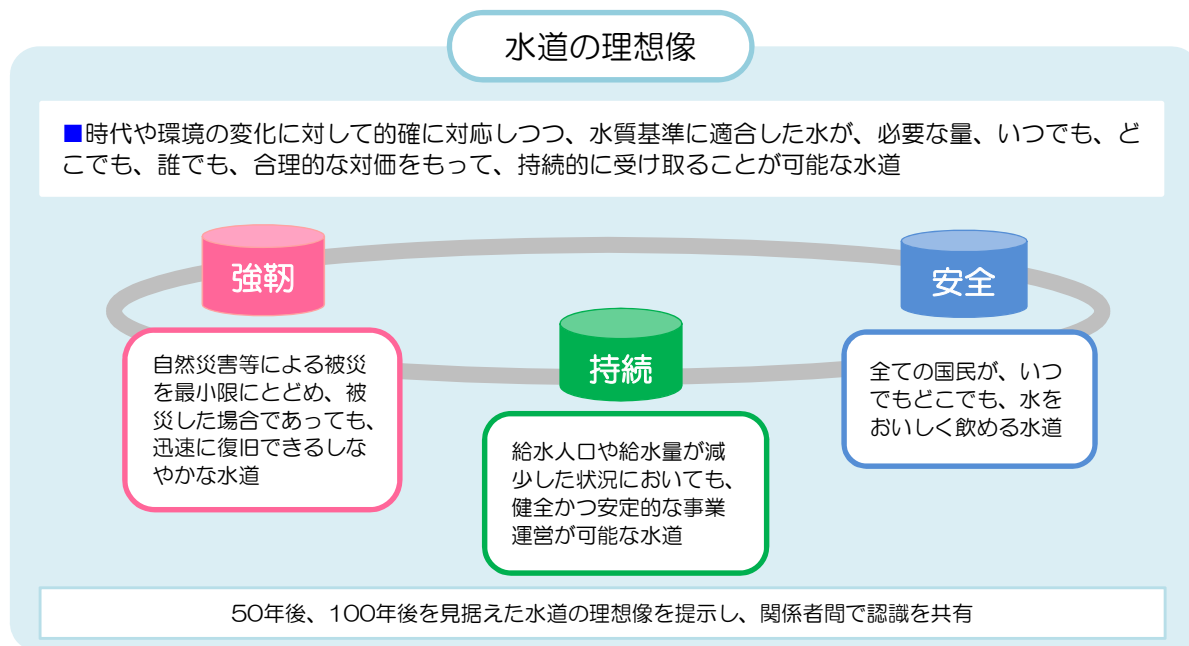 水道の理想像
■時代や環境の変化に対して的確に対応しつつ、水質基準に適合した水が、必要な量、いつでも、ど
こでも、誰でも、合理的な対価をもって、持続的に受け取ることが可能な水道
強靭
自然災害等による被災
を最小限にとどめ、被
災した場合であっても、
迅速に復旧できるしな
やかな水道
持続
給水人口や給水量が減
少した状況においても、
健全かつ安定的な事業
運営が可能な水道
安全
全ての国民が、いつ
でもどこでも、水を
おいしく飲める水道
50年後、100年後を見据えた水道の理想像を提示し、関係者間で認識を共有